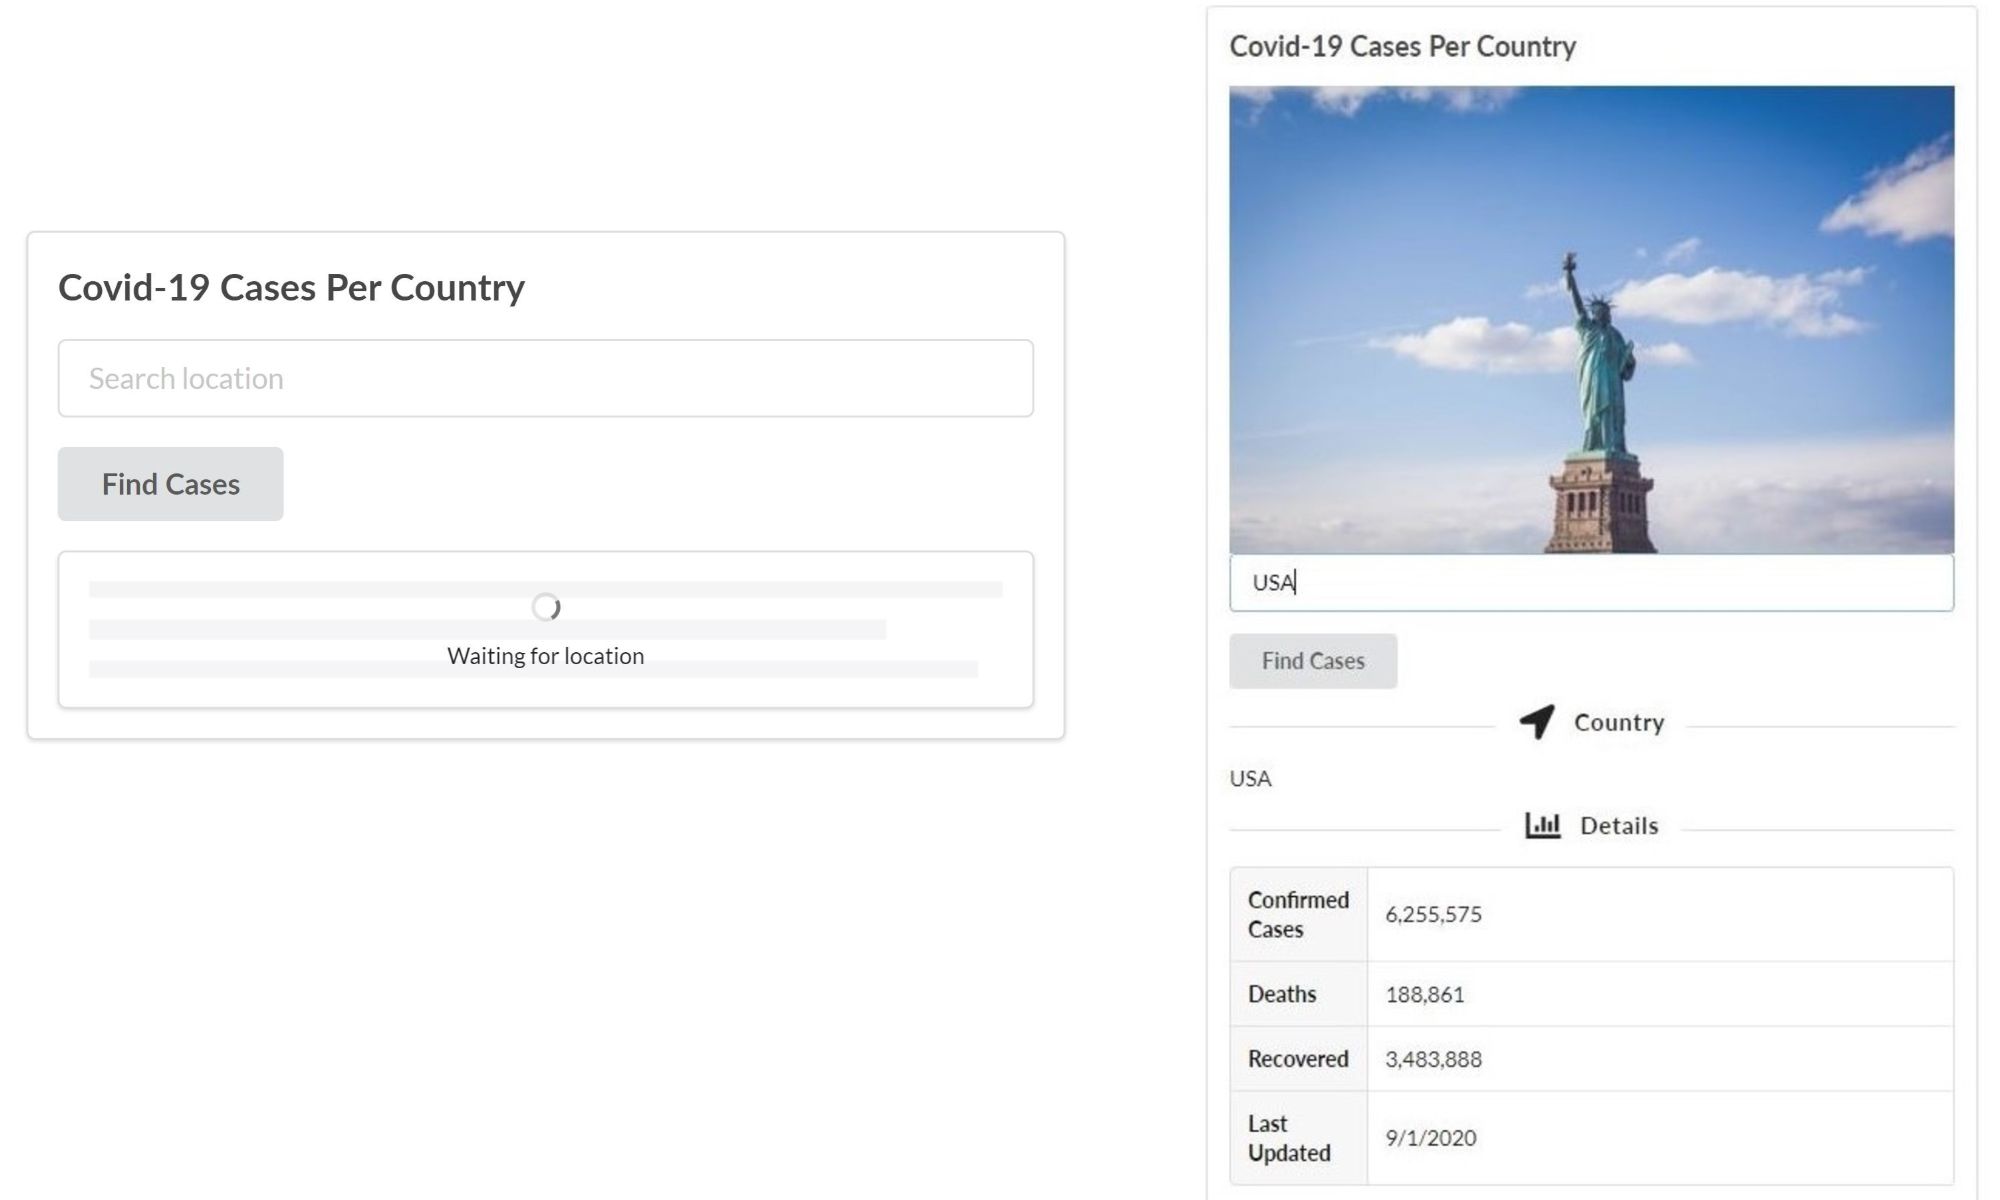 Covid-19 Cases Per Country
Search location
Find Cases
Waiting for location
Covid-19 Cases Per Country
USA
Find Cases
Country
USA
Details
Confirmed
Cases
6,255,575
Deaths
188,861
Recovered
3,483,888
Last
Updated
9/1/2020